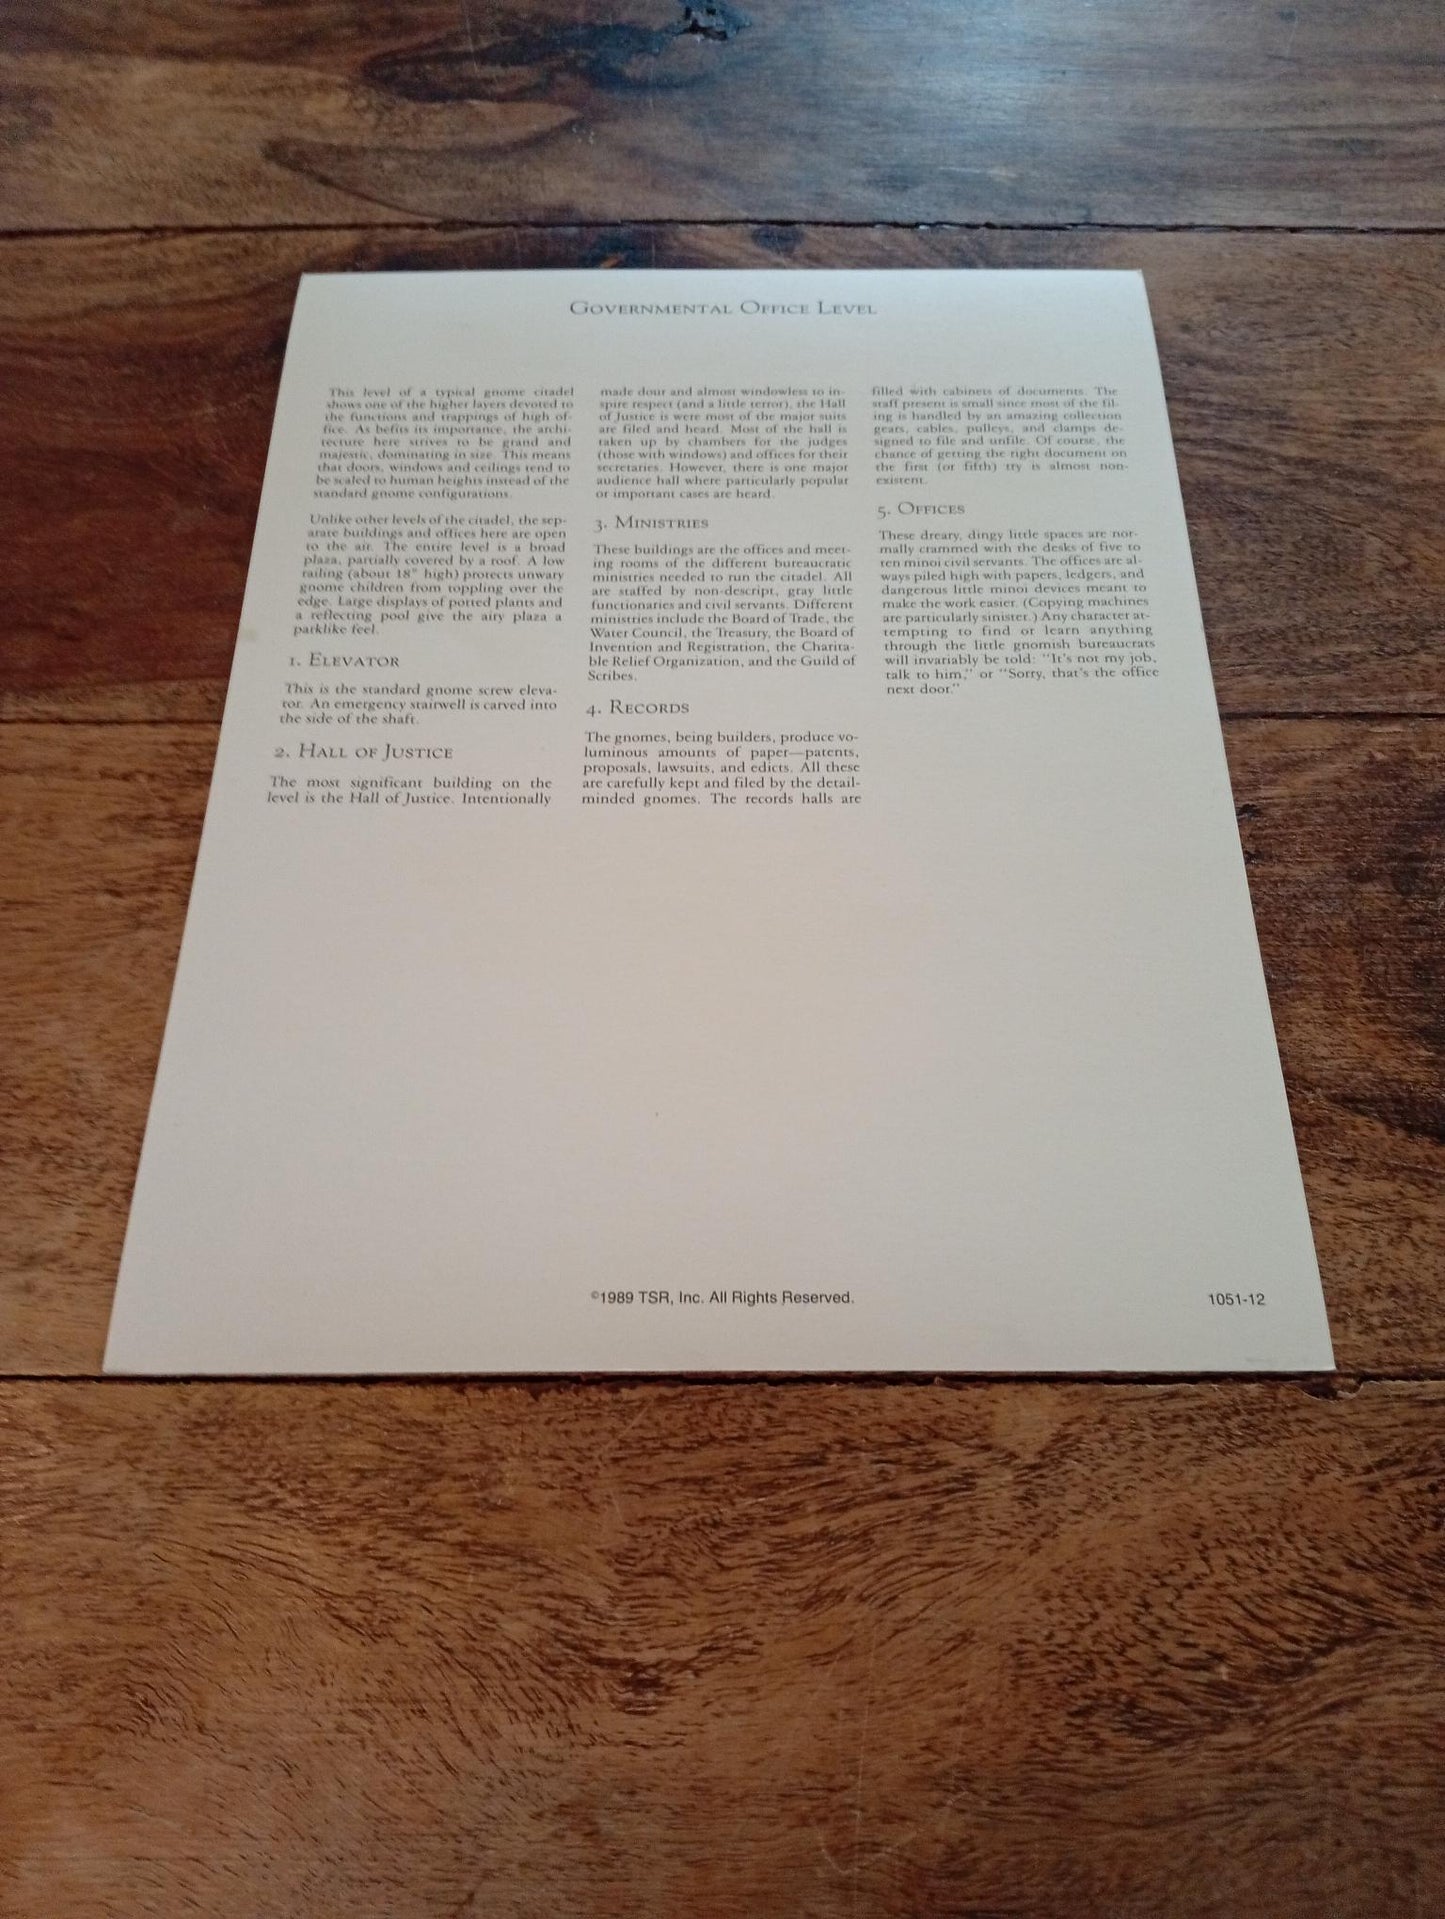 GOVERNMENTAL OFFICE LEVEL
This level of a typical gnome citadel
shows one of the higher layers devoted to
the functions and trappings of high of-
fice. As befits its importance, the archi-
tecture here strives to be grand and
majestic, dominating in size. This means
that doors, windows and ceilings tend to
be scaled to human heights instead of the
standard gnome configurations.
Unlike other levels of the citadel, the sep-
arate buildings and offices here are open
to the air. The entire level is a broad
plaza, partially covered by a roof. A low
railing (about 18" high) protects unwary
gnome children from toppling over the
edge. Large displays of potted plants and
a reflecting pool give the airy plaza a
parklike feel.
1. ELEVATOR
This is the standard gnome screw eleva-
tor. An emergency stairwell is carved into
the side of the shaft.
2. HALL OF JUSTICE
The most significant building on the
level is the Hall of Justice. Intentionally
made dour and almost windowless to in-
spire respect (and a little terror), the Hall
of Justice is were most of the major suits
are filed and heard. Most of the hall is
taken up by chambers for the judges
(those with windows) and offices for their
secretaries. However, there is one major
audience hall where particularly popular
or important cases are heard.
3. MINISTRIES
These buildings are the offices and meet-
ing rooms of the different bureaucratic
ministries needed to run the citadel. All
are staffed by non-descript, gray little
functionaries and civil servants. Different
ministries include the Board of Trade, the
Water Council, the Treasury, the Board of
Invention and Registration, the Charita-
ble Relief Organization, and the Guild of
Scribes.
4. RECORDS
The gnomes, being builders, produce vo-
luminous amounts of paper—patents,
proposals, lawsuits, and edicts. All these
are carefully kept and filed by the detail-
minded gnomes. The records halls are
filled with cabinets of documents. The
staff present is small since most of the fil-
ing is handled by an amazing collection
gears, cables, pulleys, and clamps de-
signed to file and unfile. Of course, the
chance of getting the right document on
the first (or fifth) try is almost non-
existent.
5. OFFICES
These dreary, dingy little spaces are nor-
mally crammed with the desks of five to
ten minor civil servants. The offices are al-
ways piled high with papers, ledgers, and
dangerous little minor devices meant to
make the work easier. (Copying machines
are particularly sinister.) Any character at-
tempting to find or learn anything
through the little gnomish bureaucrats
will invariably be told: "It's not my job,
talk to him," or "Sorry, that's the office
next door."
©1989 TSR, Inc. All Rights Reserved.
1051-12